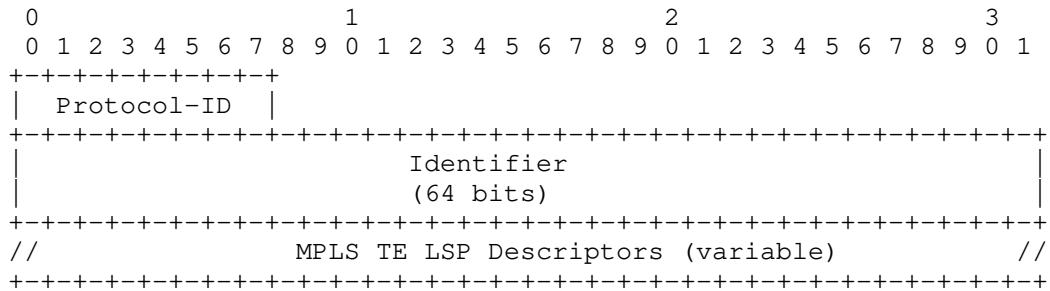 0                   1                   2                   3
 0 1 2 3 4 5 6 7 8 9 0 1 2 3 4 5 6 7 8 9 0 1 2 3 4 5 6 7 8 9 0 1
+-+-+-+-+-+-+-+-+
|  Protocol-ID  |
+-+-+-+-+-+-+-+-+-+-+-+-+-+-+-+-+-+-+-+-+-+-+-+-+-+-+-+-+-+-+-+-+
|                        Identifier                             |
|                        (64 bits)                              |
+-+-+-+-+-+-+-+-+-+-+-+-+-+-+-+-+-+-+-+-+-+-+-+-+-+-+-+-+-+-+-+-+
//                MPLS TE LSP Descriptors (variable)           //
+-+-+-+-+-+-+-+-+-+-+-+-+-+-+-+-+-+-+-+-+-+-+-+-+-+-+-+-+-+-+-+-+